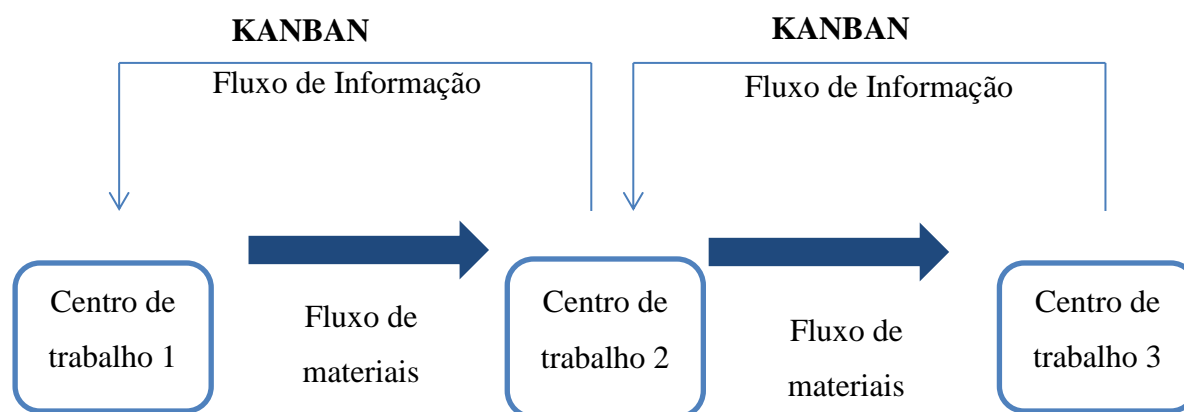 KANBAN
Fluxo de Informação
KANBAN
Fluxo de Informação
Centro de
trabalho 1
Fluxo de
materiais
Centro de
trabalho 2
Fluxo de
materiais
Centro de
trabalho 3